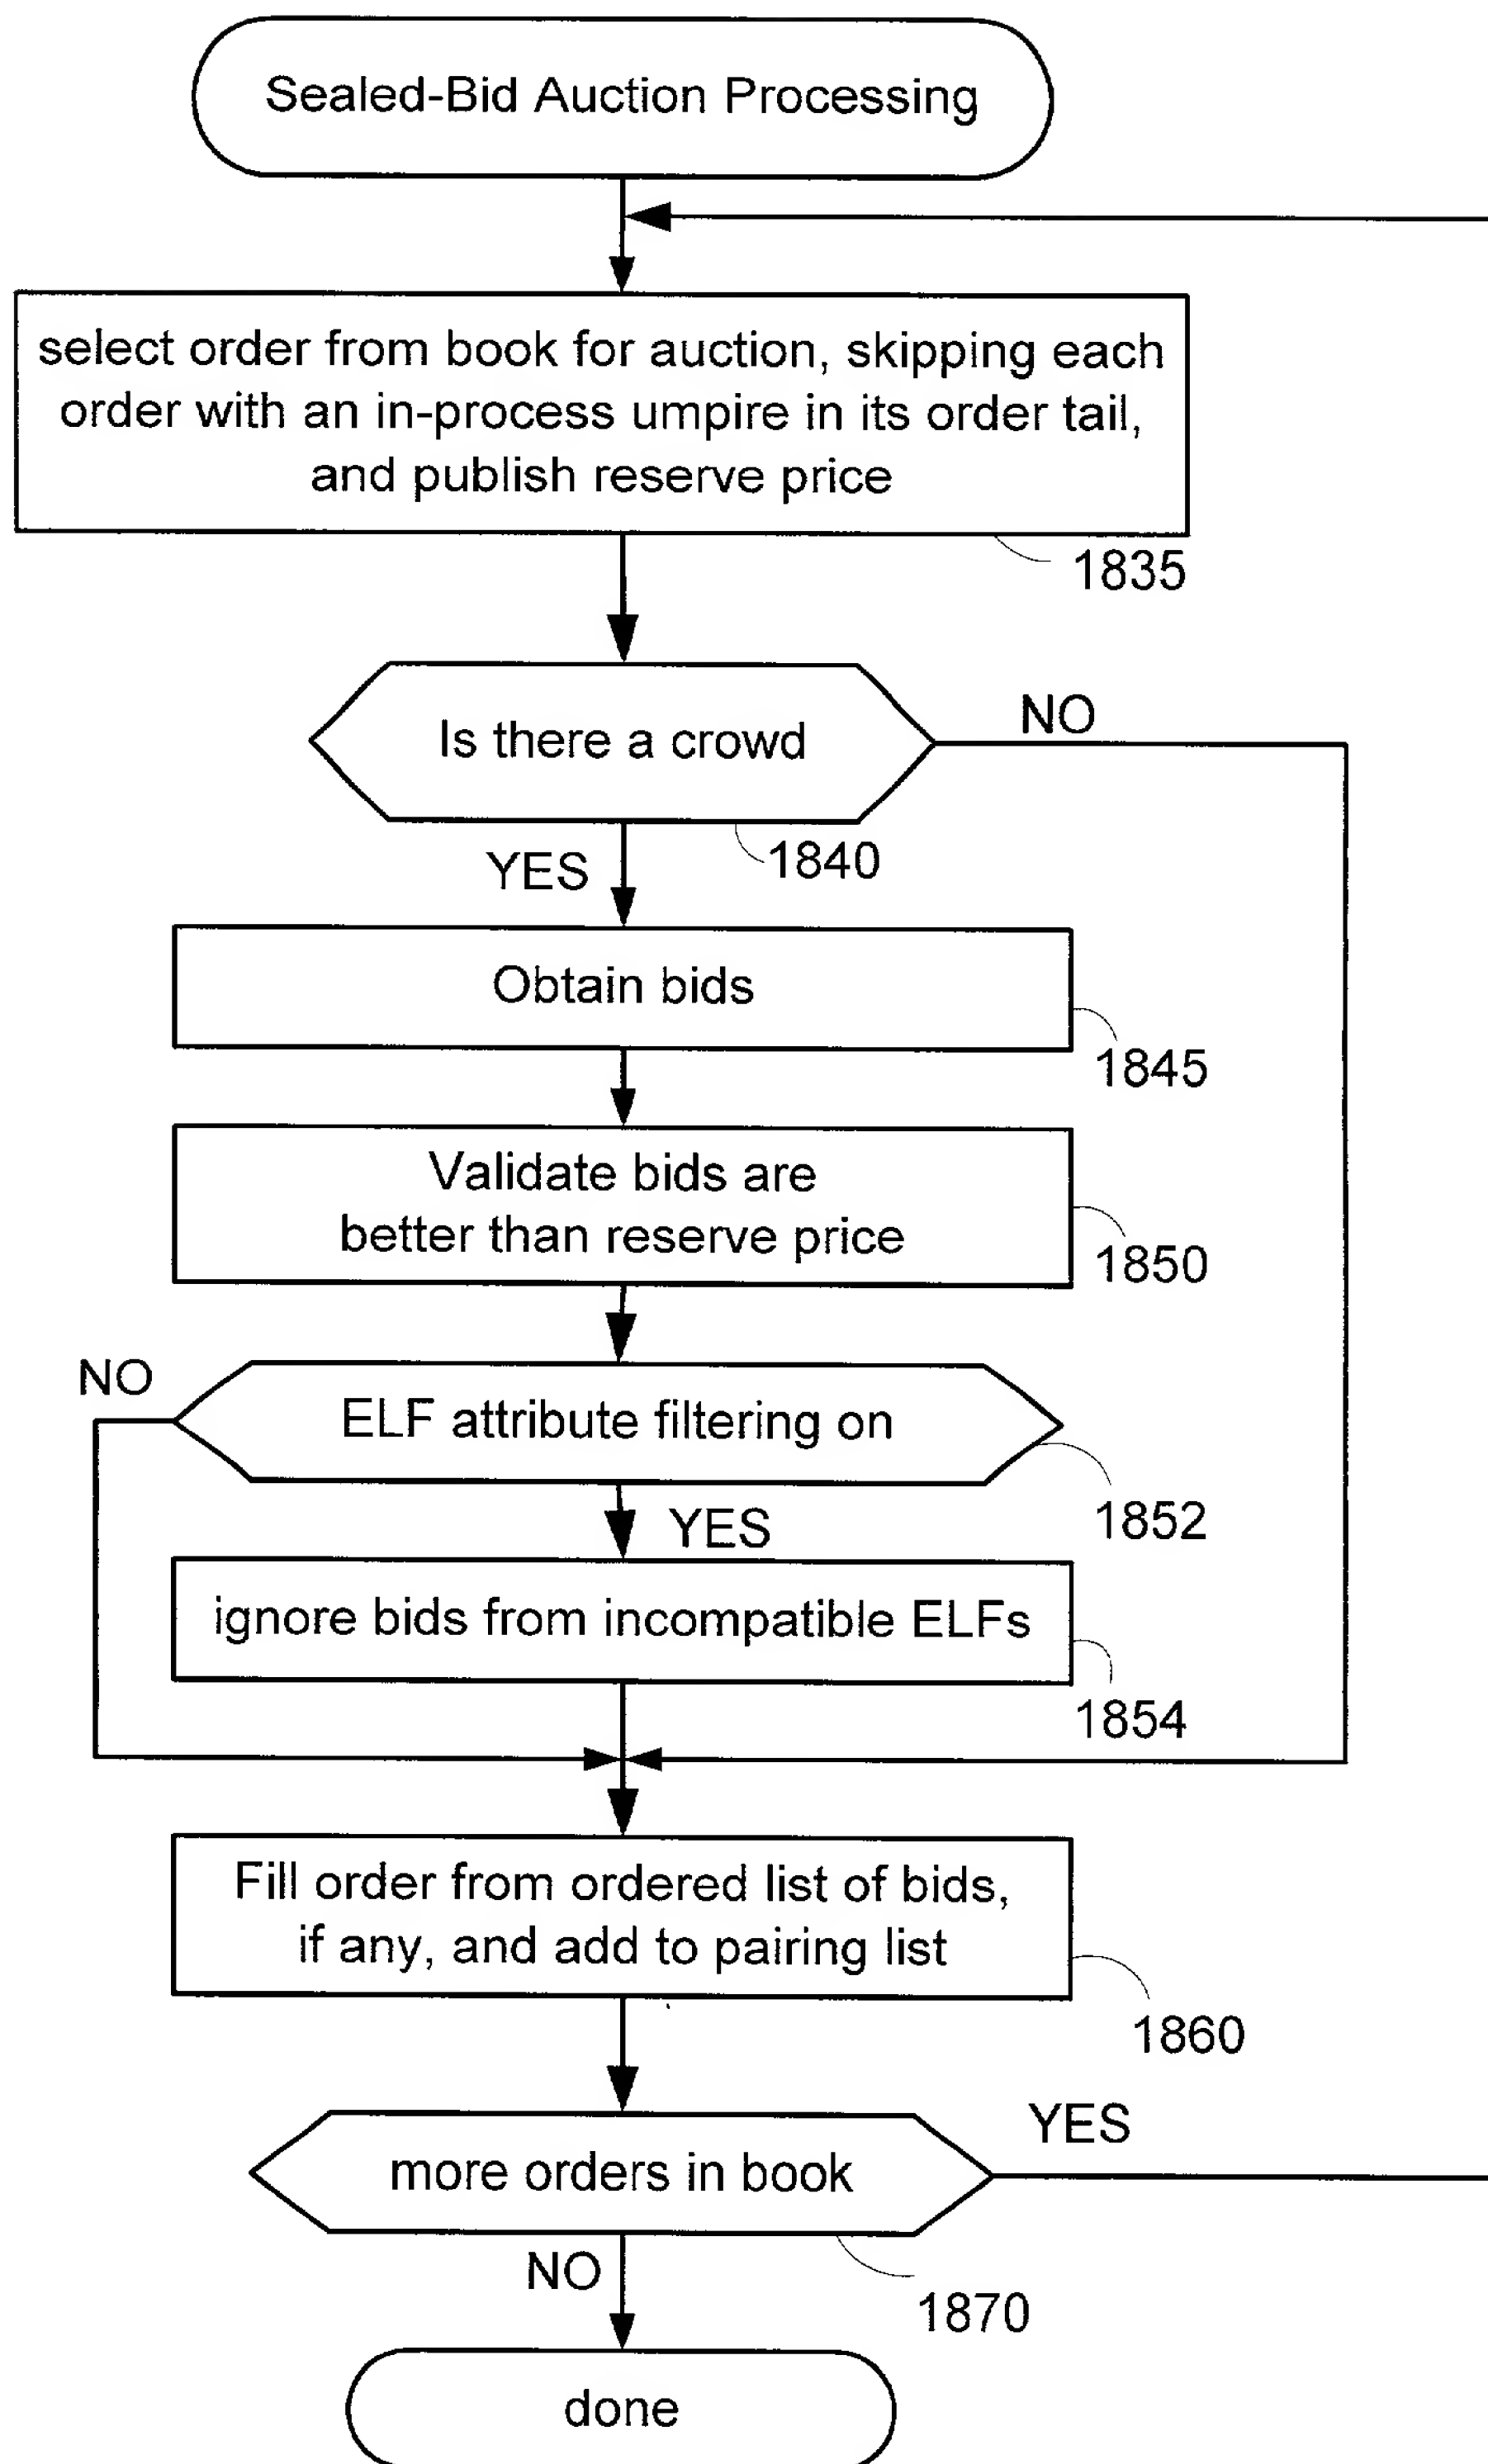 Sealed-Bid Auction Processing
select order from book for auction, skipping each
order with an in-process umpire in its order tail,
and publish reserve price
1835
Is there a crowd
NO
1840
YES
Obtain bids
1845
Validate bids are
better than reserve price
1850
NO
ELF attribute filtering on
1852
YES
ignore bids from incompatible ELFs
1854
Fill order from ordered list of bids,
if any, and add to pairing list
1860
YES
more orders in book
NO
1870
done